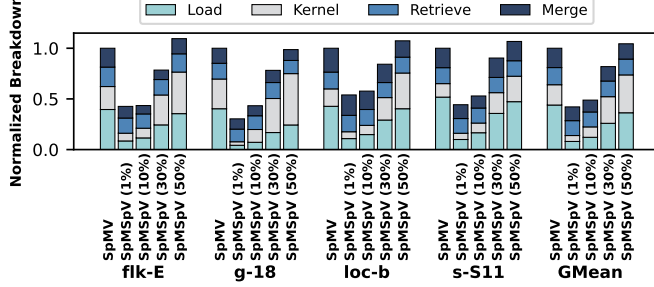 Load Kernel Retrieve Merge
Normalized Breakdown
1.0
0.5
0.0
SpMV SpMSpV (1%) SpMSpV (10%) SpMSpV (30%) SpMSpV (50%)
SpMV SpMSpV (1%) SpMSpV (10%) SpMSpV (30%) SpMSpV (50%)
SpMV SpMSpV (1%) SpMSpV (10%) SpMSpV (30%) SpMSpV (50%)
SpMV SpMSpV (1%) SpMSpV (10%) SpMSpV (30%) SpMSpV (50%)
SpMV SpMSpV (1%) SpMSpV (10%) SpMSpV (30%) SpMSpV (50%)
flk-E g-18 loc-b s-S11 GMean